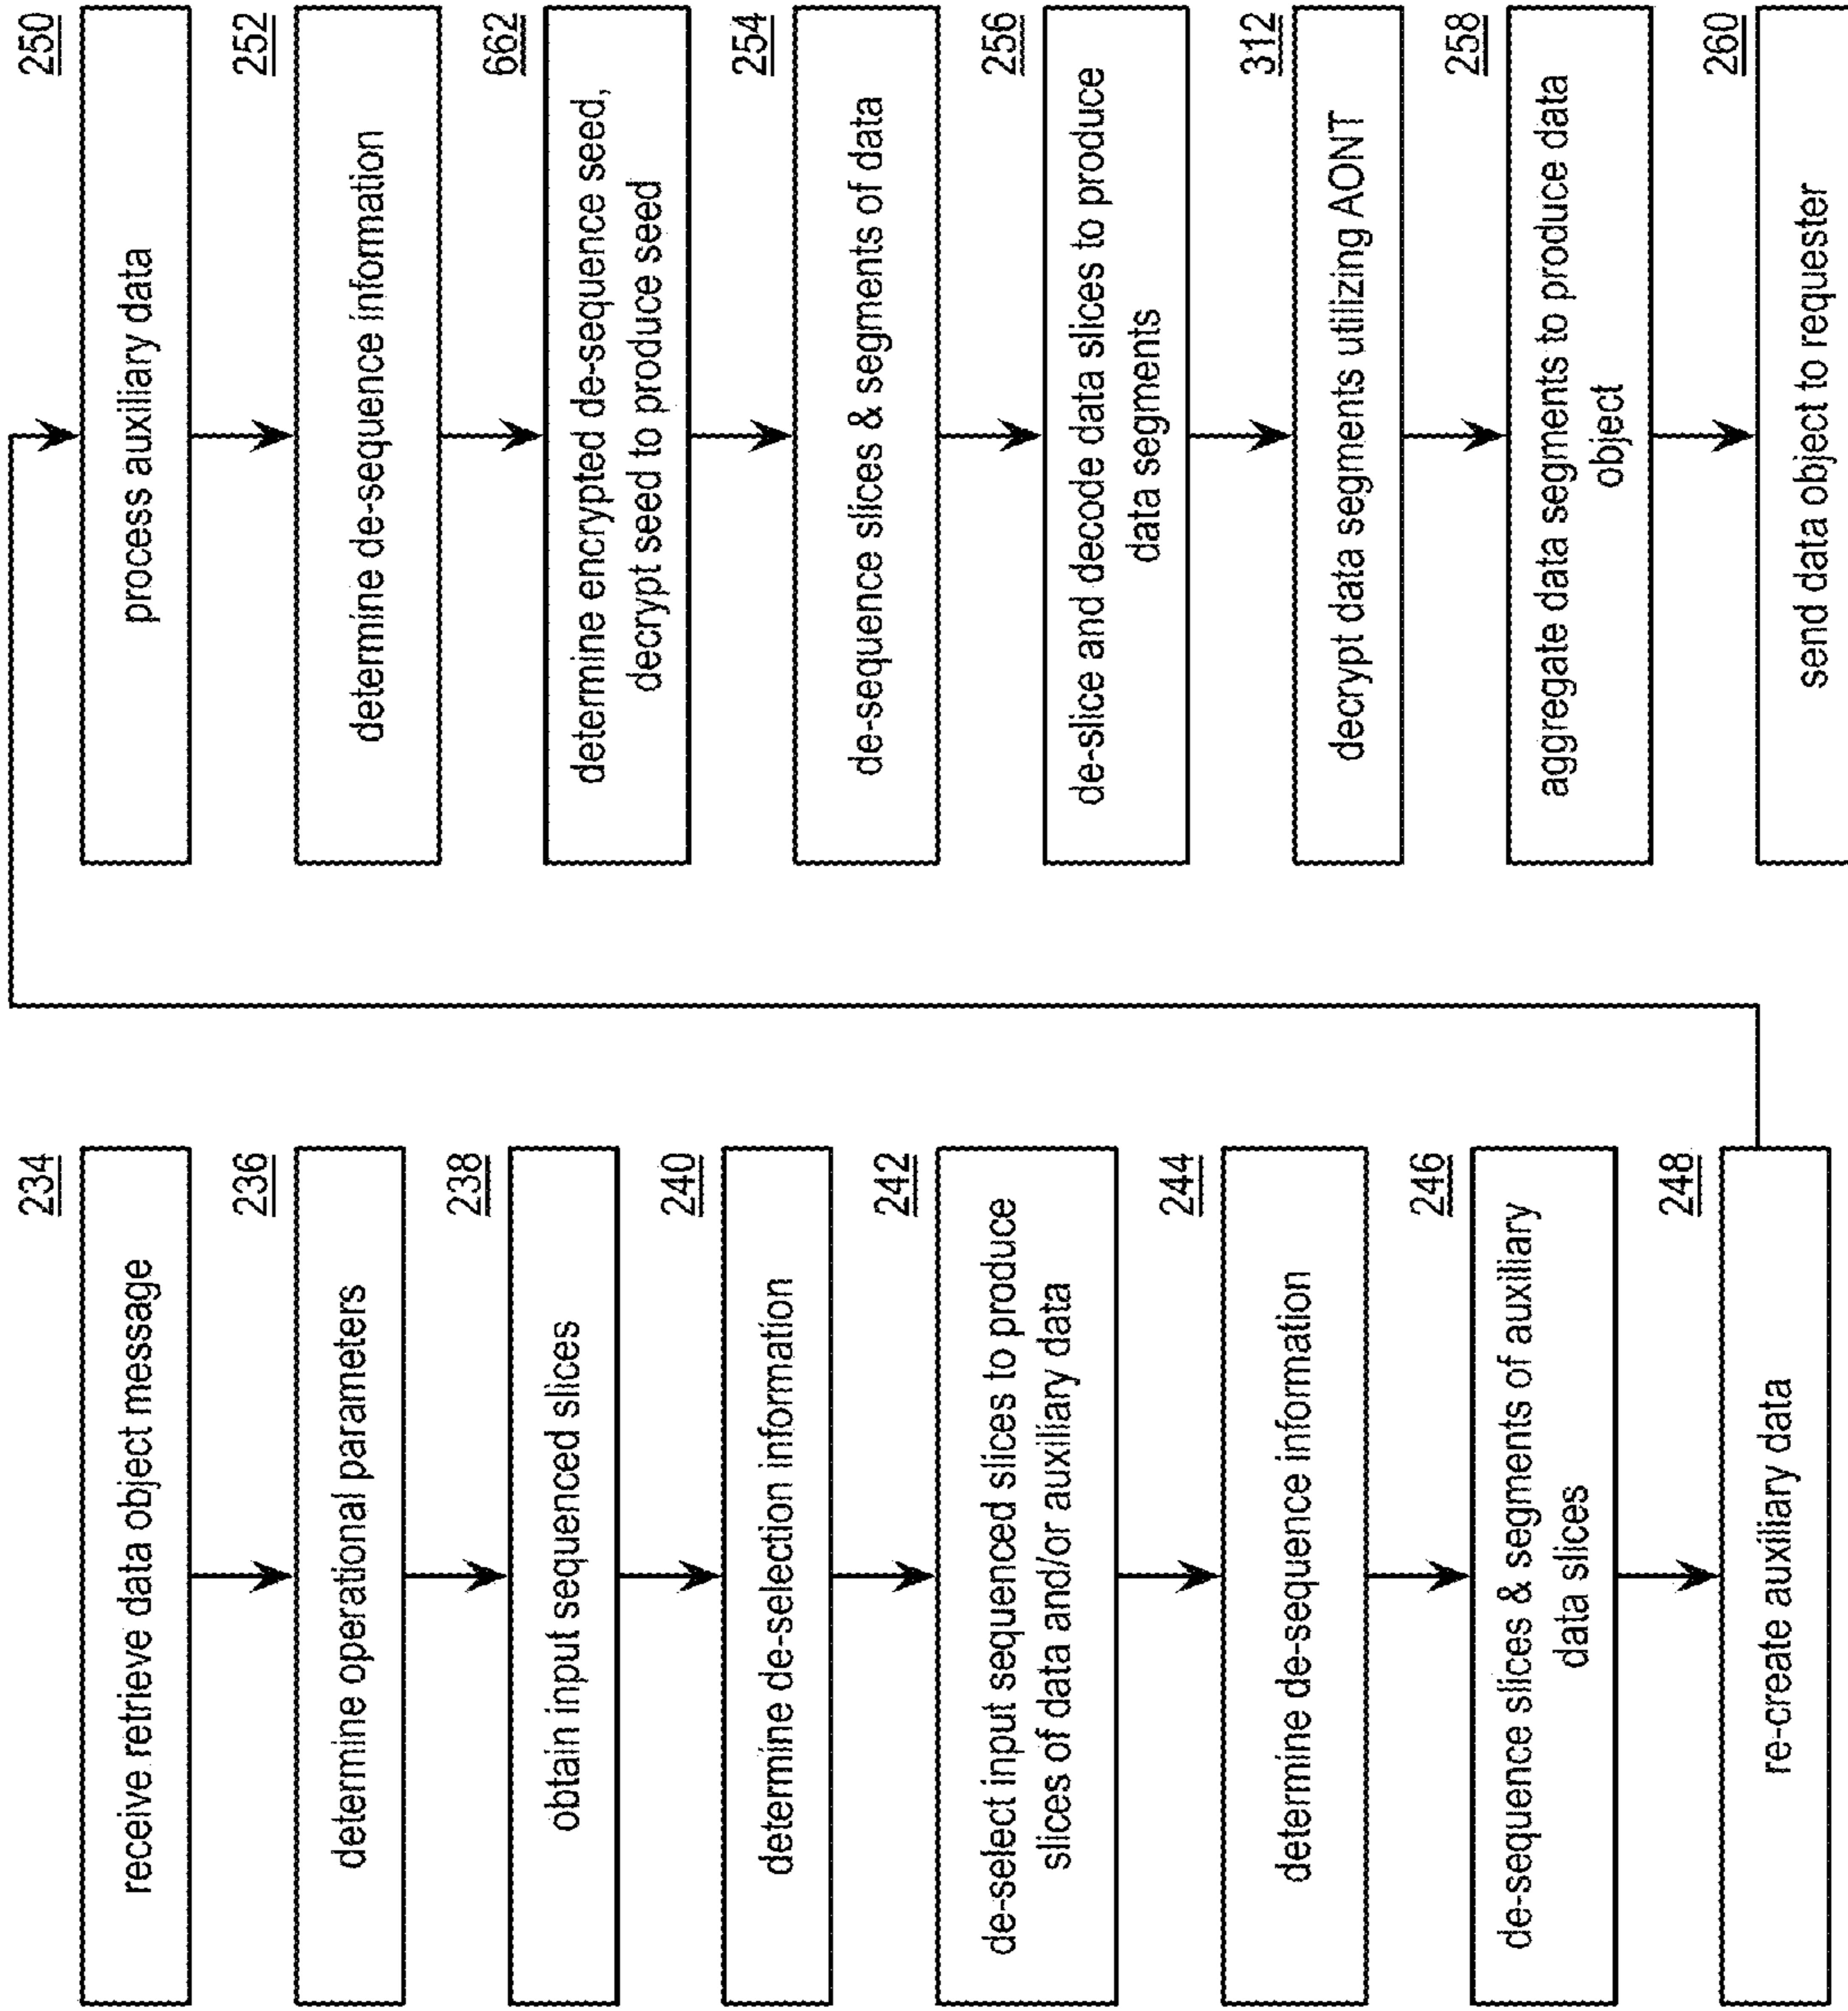 234
receive retrieve data object message
236
determine operational parameters
238
obtain input sequenced slices
240
determine de-selection information
242
de-select input sequenced slices to produce
slices of data and/or auxiliary data
244
determine de-sequence information
246
de-sequence slices & segments of auxiliary
data slices
248
re-create auxiliary data
250
process auxiliary data
252
determine de-sequence information
662
determine encrypted de-sequence seed,
decrypt seed to produce seed
254
de-sequence slices & segments of data
256
de-slice and decode data slices to produce
data segments
312
decrypt data segments utilizing AONT
258
aggregate data segments to produce data
object
260
send data object to requester